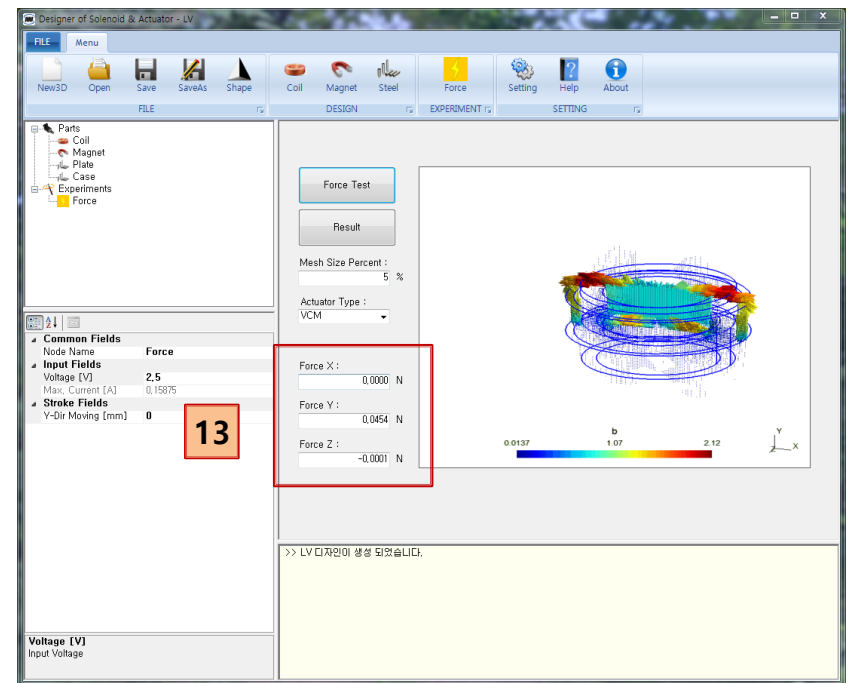 Designer of Solenoid & Actuator - LV
FILE Menu
New3D Open Save SaveAs Shape Coil Magnet Steel Force Setting Help About
FILE DESIGN EXPERIMENT SETTING
Parts
Coil
Magnet
Plate
Case
Experiments
Force
Force Test
Result
Mesh Size Percent :
5 %
Actuator Type :
VCM
Common Fields
Node Name Force
Input Fields
Voltage [V] 2,5
Max, Current [A] 0,15875
Stroke Fields
Y-Dir Moving [mm] 0
13
Force X :
0,0000 N
Force Y :
0,0454 N
Force Z :
-0,0001 N
b
0.0137 1.07 2.12
Y
Z X
>> LV 디자인이 생성 되었습니다,
Voltage [V]
Input Voltage